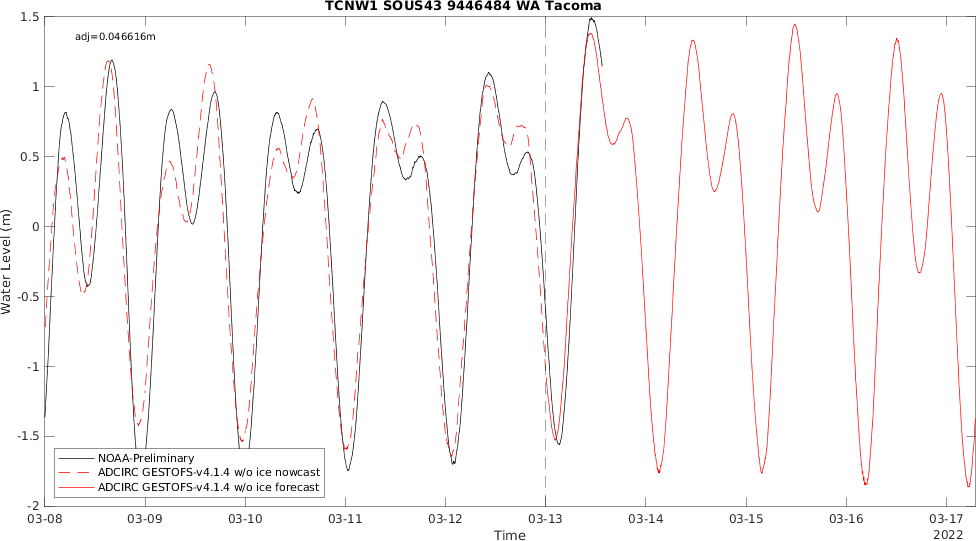 TCNW1 SOUS43 9446484 WA Tacoma
adj=0.046616m
Water Level (m)
1.5
1
0.5
0
-0.5
-1
-1.5
-2
NOAA-Preliminary
ADCIRC GESTOFS-v4.1.4 w/o ice nowcast
ADCIRC GESTOFS-v4.1.4 w/o ice forecast
03-08 03-09 03-10 03-11 03-12 03-13 03-14 03-15 03-16 03-17
Time
2022